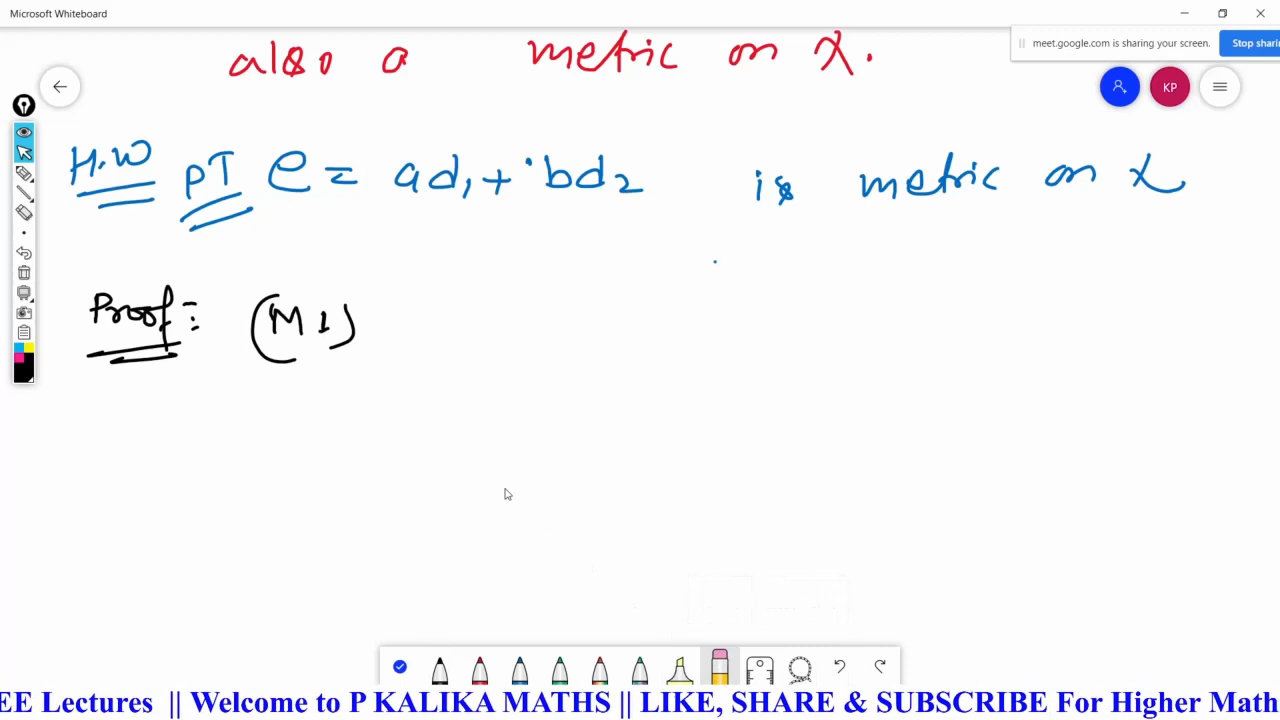 Microsoft Whiteboard
also a metric on X.
meet.google.com is sharing your screen. Stop shari
KP
H.W PT e = ad1 + bd2 is metric on X
Proof: (M1)
EE Lectures || Welcome to P KALIKA MATHS || LIKE, SHARE & SUBSCRIBE For Higher Math